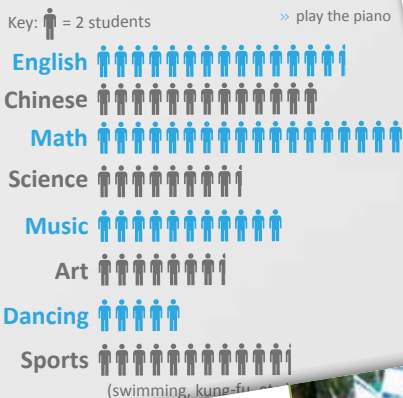 Key: = 2 students
» play the piano
English
Chinese
Math
Science
Music
Art
Dancing
Sports
(swimming, kung-fu,